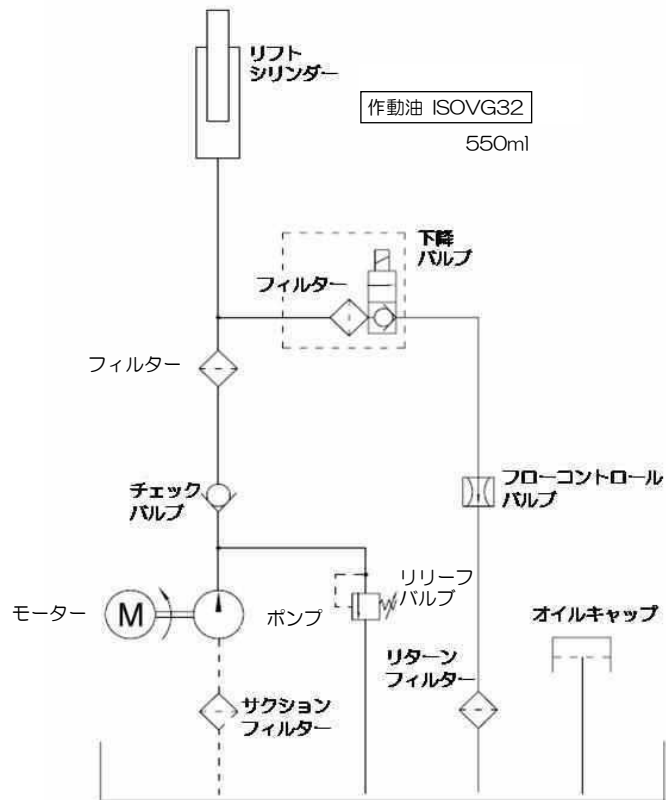 リフト
シリンダー
作動油 ISOVG32
550ml
下降
バルブ
フィルター
フィルター
チェック
バルブ
フローコントロール
バルブ
モーター
M
ポンプ
リリーフ
バルブ
オイルキャップ
リターン
フィルター
サクション
フィルター